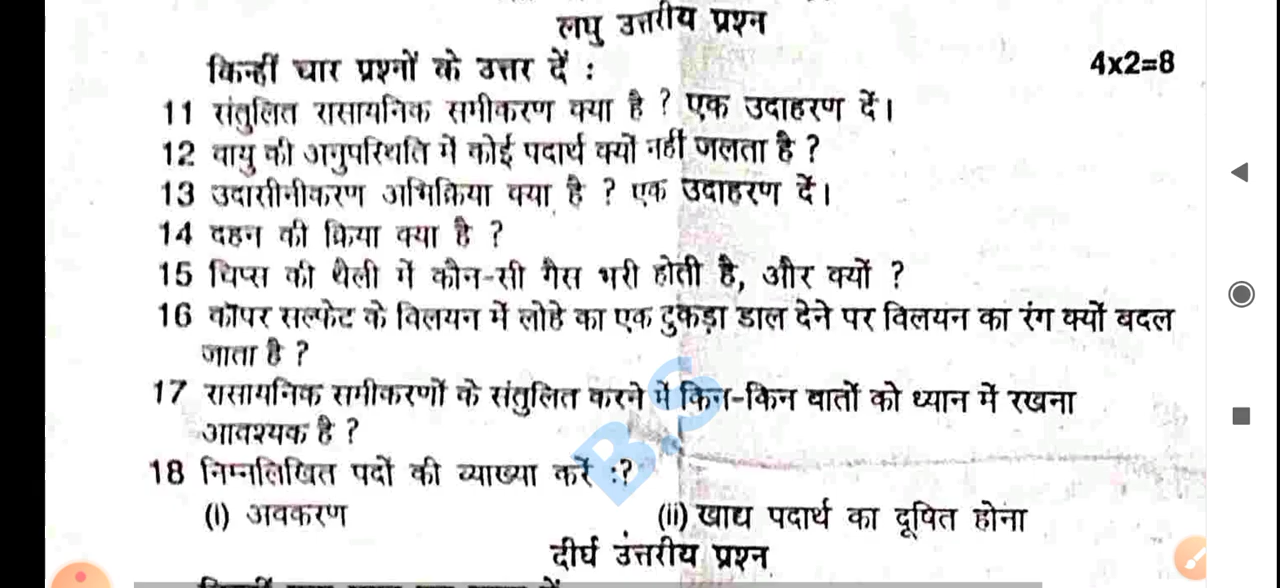 लघु उत्तरीय प्रश्न
किन्हीं चार प्रश्नों के उत्तर दें : 4x2=8
11 संतुलित रासायनिक समीकरण क्या है ? एक उदाहरण दें।
12 वायु की अनुपस्थिति में कोई पदार्थ क्यों नहीं जलता है ?
13 उदासीनीकरण अभिक्रिया क्या है ? एक उदाहरण दें।
14 दहन की क्रिया क्या है ?
15 चिप्स की थैली में कौन-सी गैस भरी होती है, और क्यों ?
16 कॉपर सल्फेट के विलयन में लोहे का एक टुकड़ा डाल देने पर विलयन का रंग क्यों बदल
जाता है ?
17 रासायनिक समीकरणों के संतुलित करने में किन-किन बातों को ध्यान में रखना
आवश्यक है ?
18 निम्नलिखित पदों की व्याख्या करें :?
(i) अवकरण (ii) खाद्य पदार्थ का दूषित होना
दीर्घ उत्तरीय प्रश्न
B.S